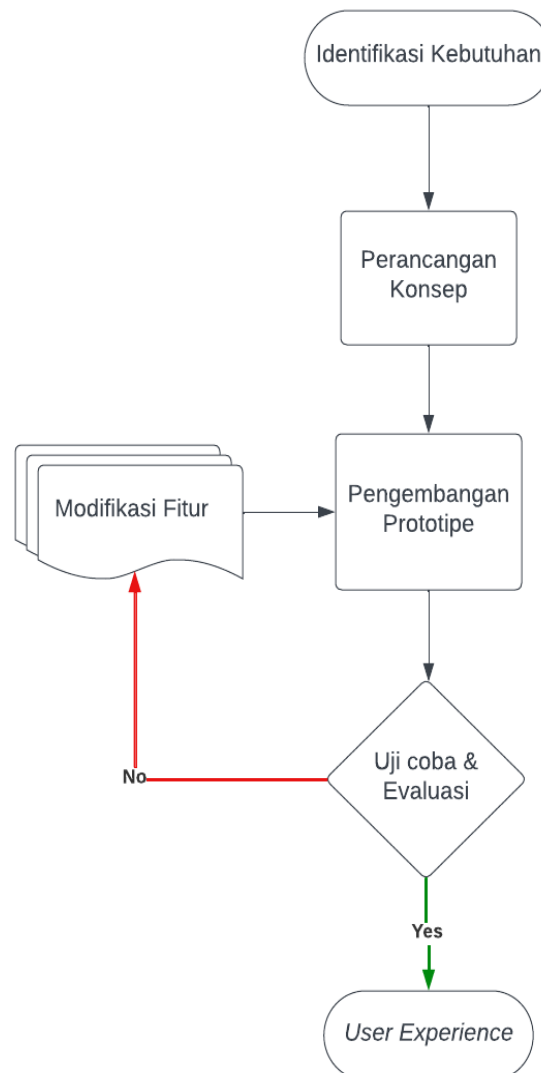 Identifikasi Kebutuhan
Perancangan
Konsep
Modifikasi Fitur
Pengembangan
Prototipe
Uji coba &
Evaluasi
No
Yes
User Experience